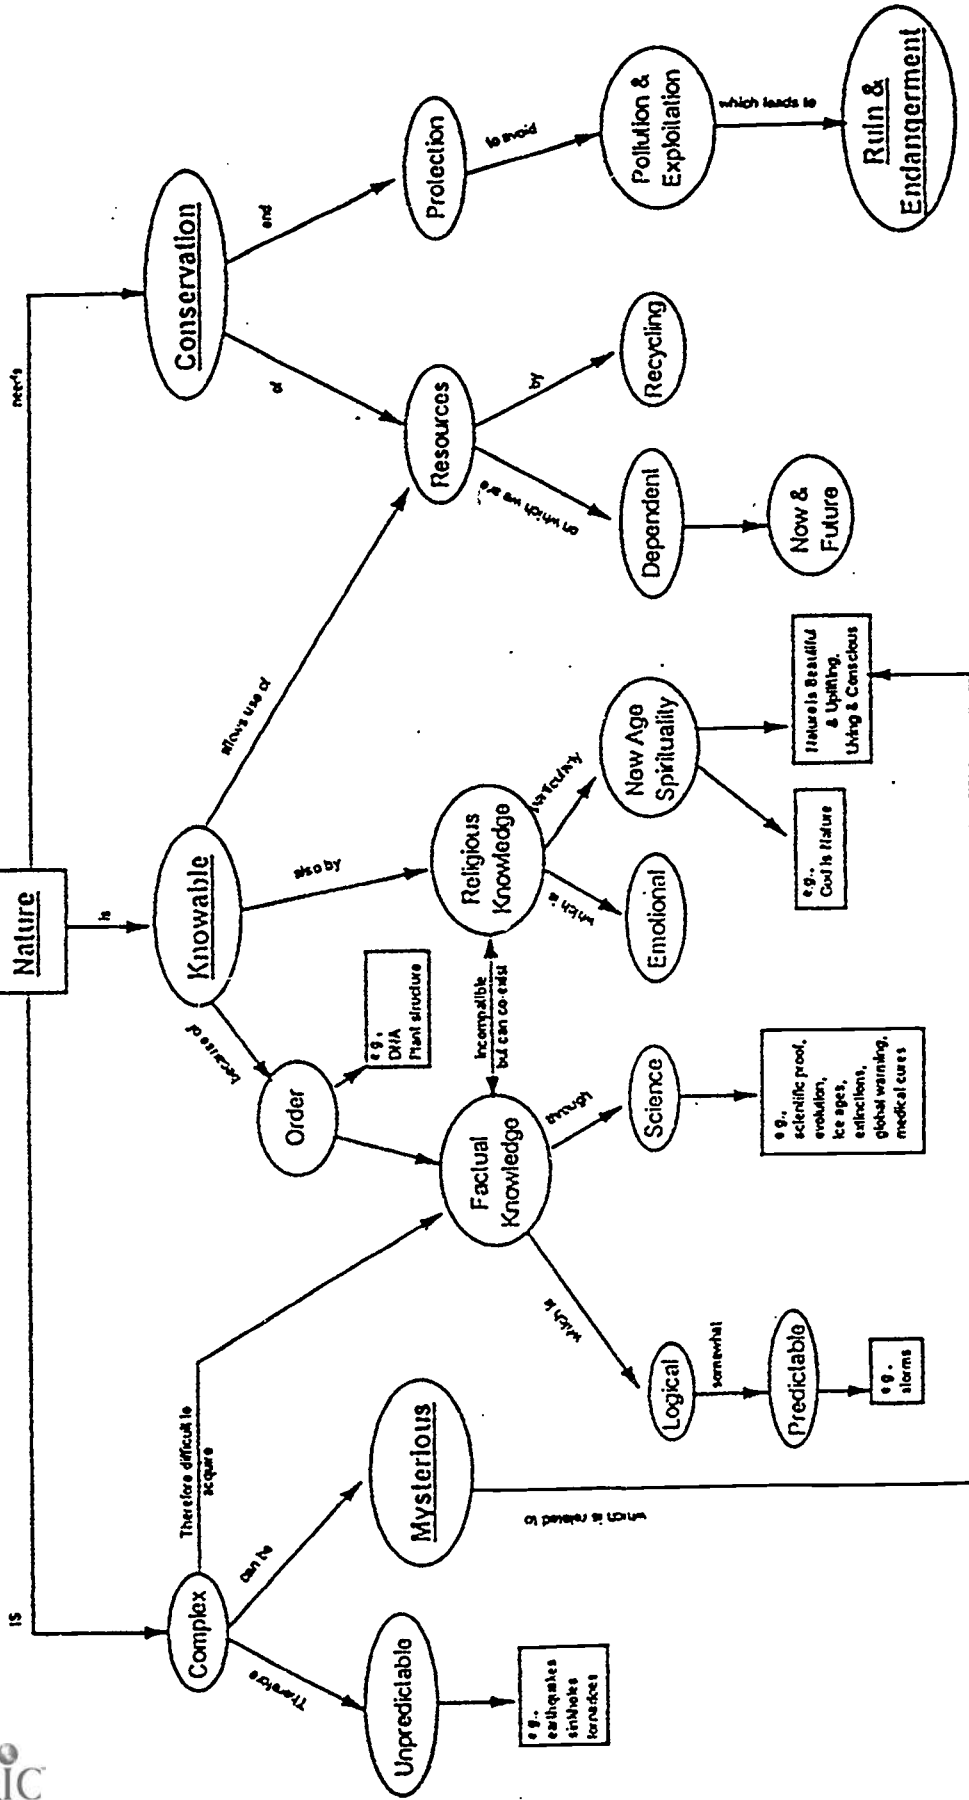 Nature
IS
is
needs
Complex
Knowable
Conservation
Therefore difficult to
acquire
because of
also by
allows use of
of
and
Therefore
can be
Order
e.g.,
DNA
Plant structure
Unpredictable
Mysterious
Factual
Knowledge
Incompatible
but can co-exist
Religious
Knowledge
Resources
Protection
e.g.,
earthquakes
sinkholes
tornadoes
which is related to
which is
through
which is
particularly
on which we are
by
to avoid
Logical
Science
Emotional
Now Age
Spirituality
Dependent
Recycling
Pollution &
Exploitation
somewhat
which leads to
Predictable
e.g.,
scientific proof,
evolution,
ice ages,
extinctions,
global warming,
medical cures
e.g.,
God is Nature
Nature is Beautiful
& Uplifting,
Living & Conscious
Now &
Future
Ruin &
Endangerment
e.g.,
storms
IC